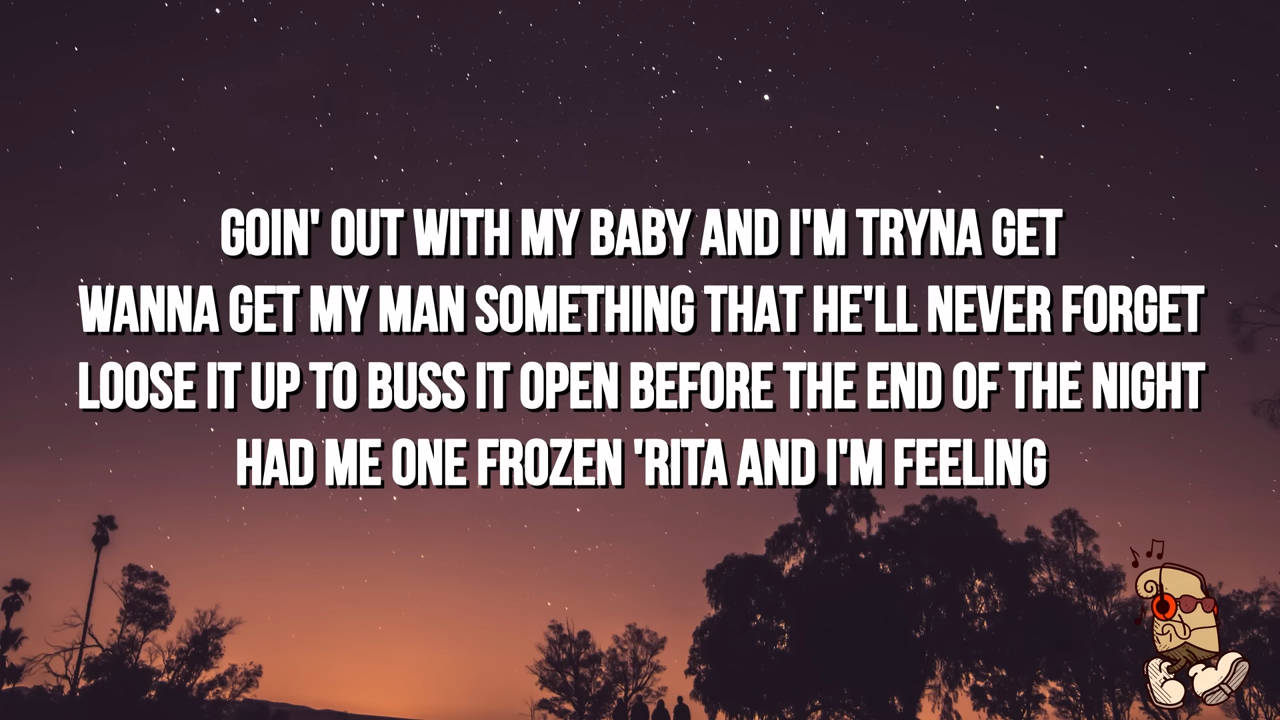 GOIN' OUT WITH MY BABY AND I'M TRYNA GET
WANNA GET MY MAN SOMETHING THAT HE'LL NEVER FORGET
LOOSE IT UP TO BUSS IT OPEN BEFORE THE END OF THE NIGHT
HAD ME ONE FROZEN 'RITA AND I'M FEELING